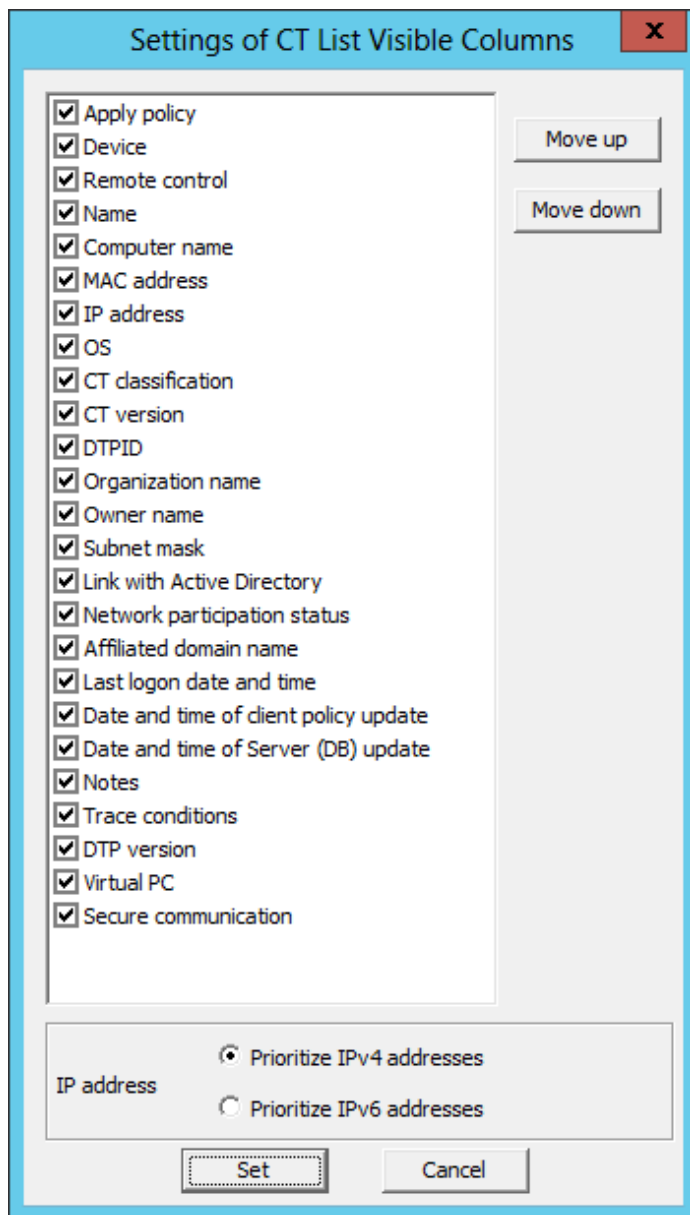 Settings of CT List Visible Columns
x
Apply policy
Device
Remote control
Name
Computer name
MAC address
IP address
OS
CT classification
CT version
DTPID
Organization name
Owner name
Subnet mask
Link with Active Directory
Network participation status
Affiliated domain name
Last logon date and time
Date and time of client policy update
Date and time of Server (DB) update
Notes
Trace conditions
DTP version
Virtual PC
Secure communication
Move up
Move down
IP address
Prioritize IPv4 addresses
Prioritize IPv6 addresses
Set
Cancel